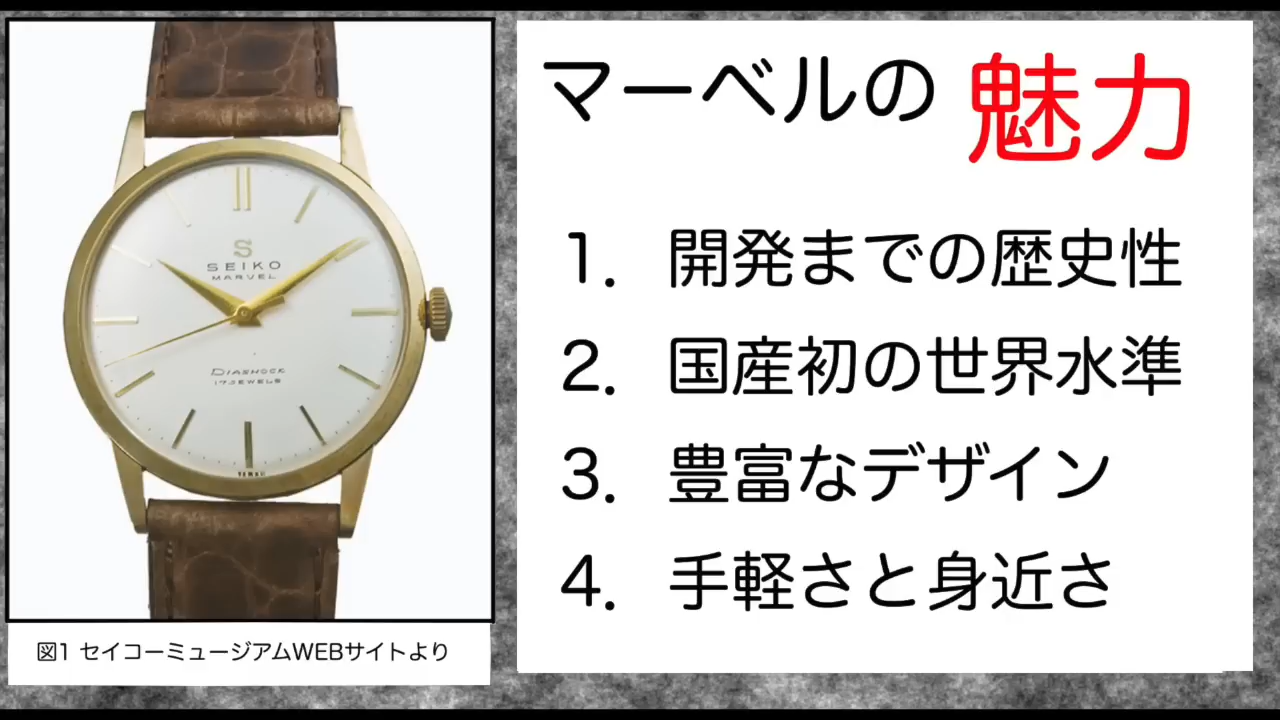 マーベルの 魅力
1. 開発までの歴史性
2. 国産初の世界水準
3. 豊富なデザイン
4. 手軽さと身近さ
S
SEIKO
MARVEL
DIASHOCK
17 JEWELS
図1 セイコーミュージアムWEBサイトより